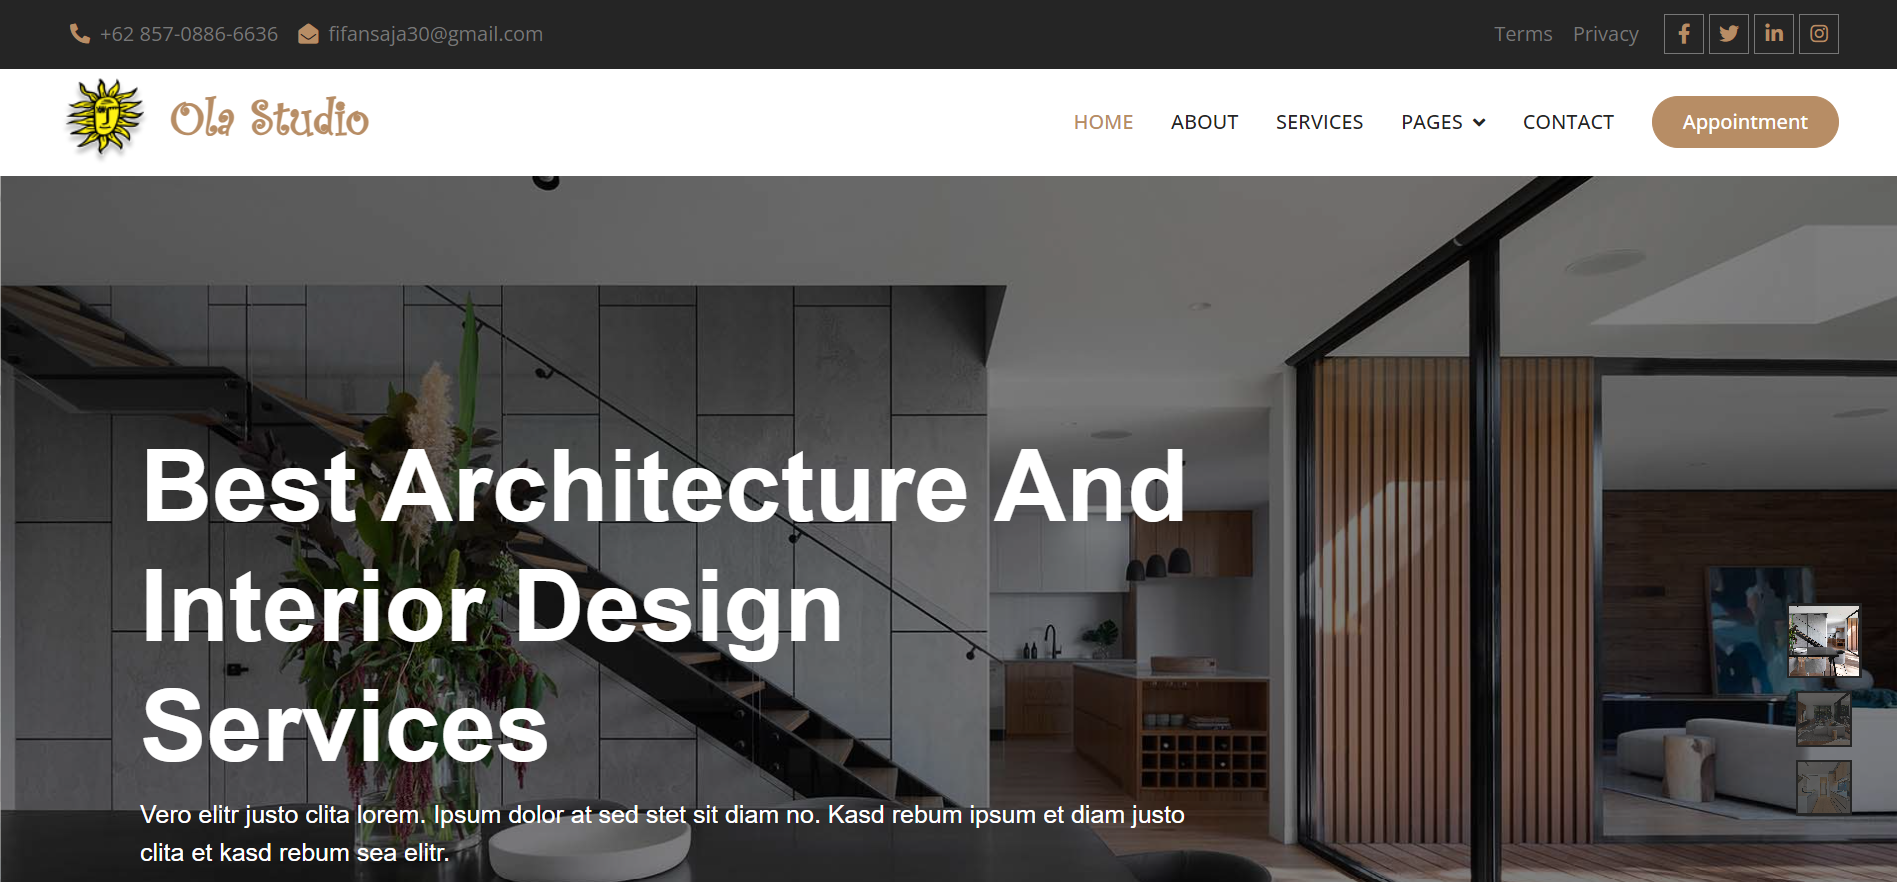 +62 857-0886-6636 fifansaja30@gmail.com Terms Privacy
Ola Studio HOME ABOUT SERVICES PAGES CONTACT Appointment
Best Architecture And
Interior Design
Services
Vero elitr justo clita lorem. Ipsum dolor at sed stet sit diam no. Kasd rebum ipsum et diam justo
clita et kasd rebum sea elitr.